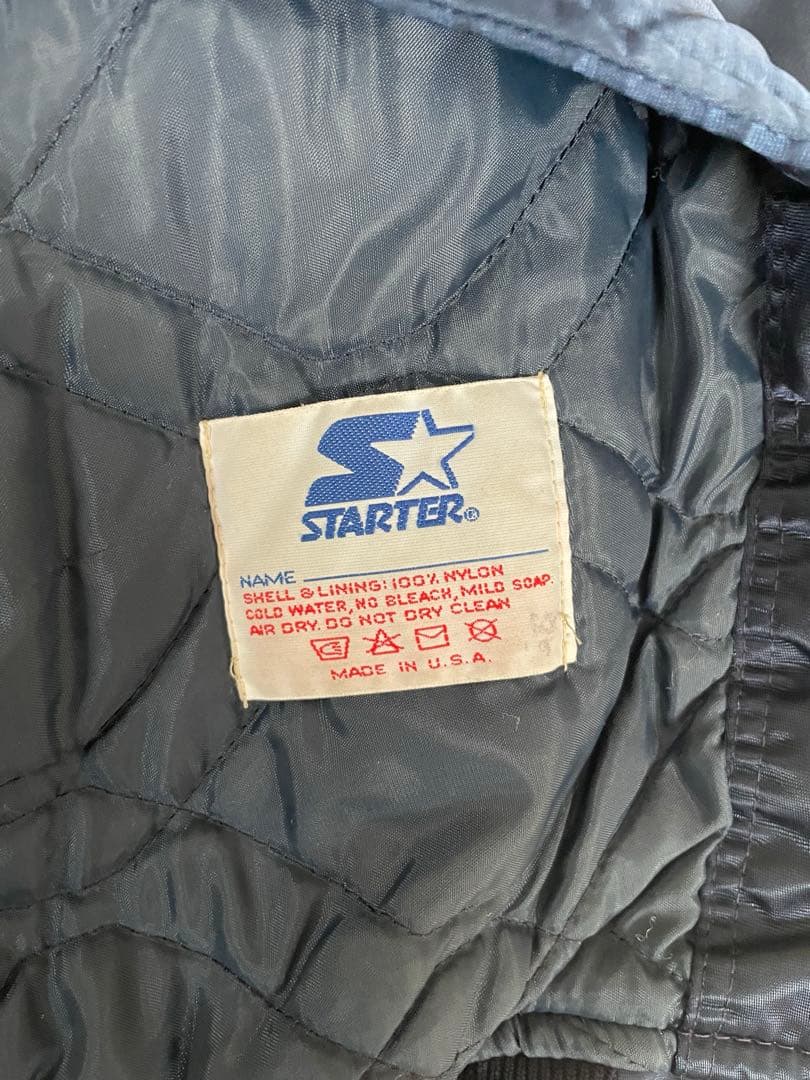 STARTER®
NAME
SHELL & LINING: 100% NYLON
COLD WATER, NO BLEACH, MILD SOAP.
AIR DRY. DO NOT DRY CLEAN
MADE IN U.S.A.